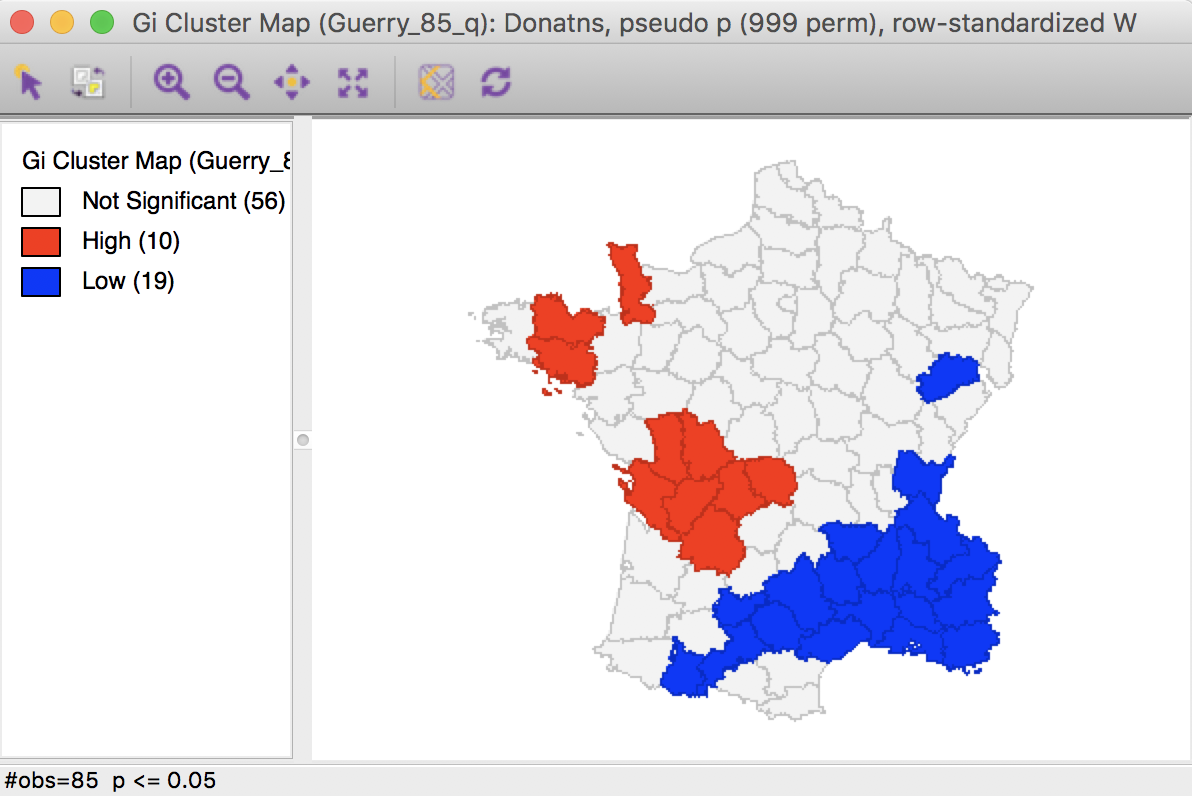 Gi Cluster Map (Guerry_85_q): Donatns, pseudo p (999 perm), row-standardized W
Gi Cluster Map (Guerry_8
Not Significant (56)
High (10)
Low (19)
#obs=85 p <= 0.05